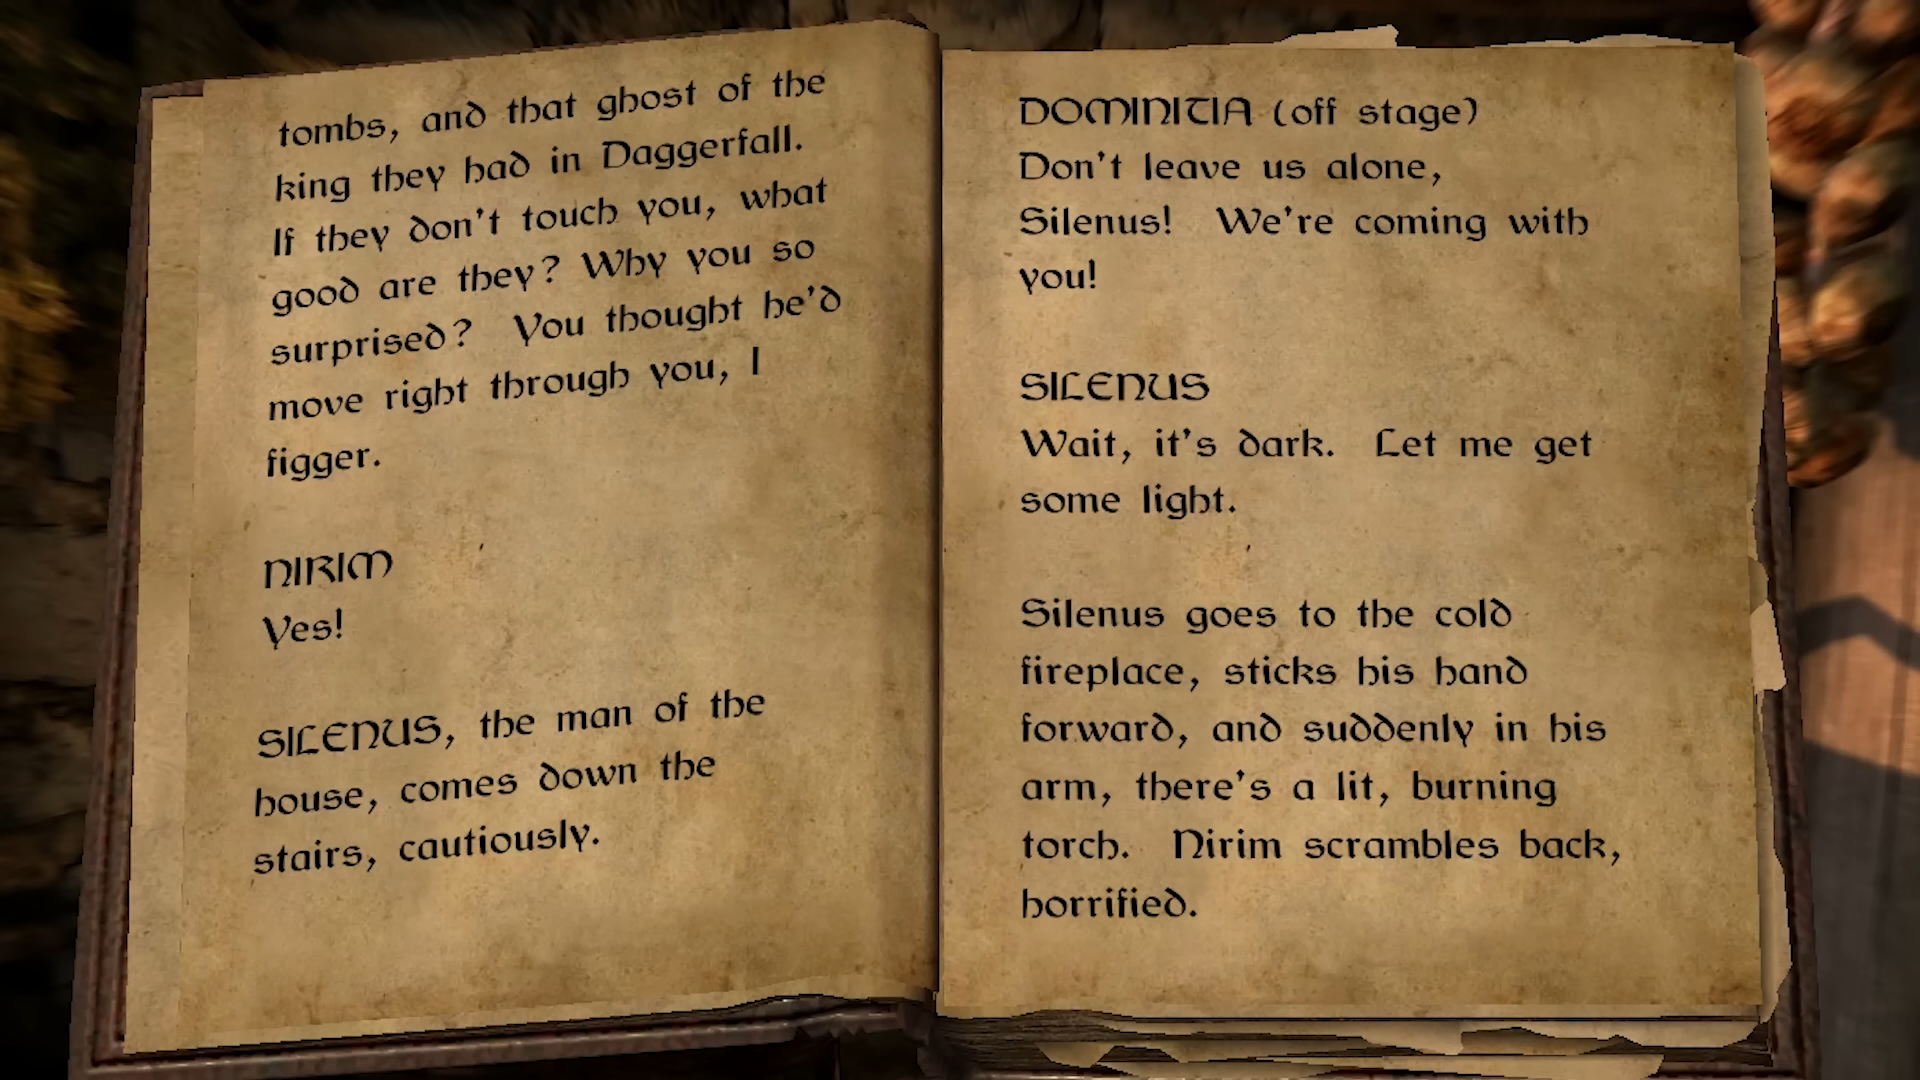 tombs, and that ghost of the
king they had in Daggerfall.
If they don't touch you, what
good are they? Why you so
surprised? You thought he'd
move right through you, I
figger.
NIRIM
Yes!
SILENUS, the man of the
house, comes down the
stairs, cautiously.
DOMINITIA (off stage)
Don't leave us alone,
Silenus! We're coming with
you!
SILENUS
Wait, it's dark. Let me get
some light.
Silenus goes to the cold
fireplace, sticks his hand
forward, and suddenly in his
arm, there's a lit, burning
torch. Nirim scrambles back,
horrified.